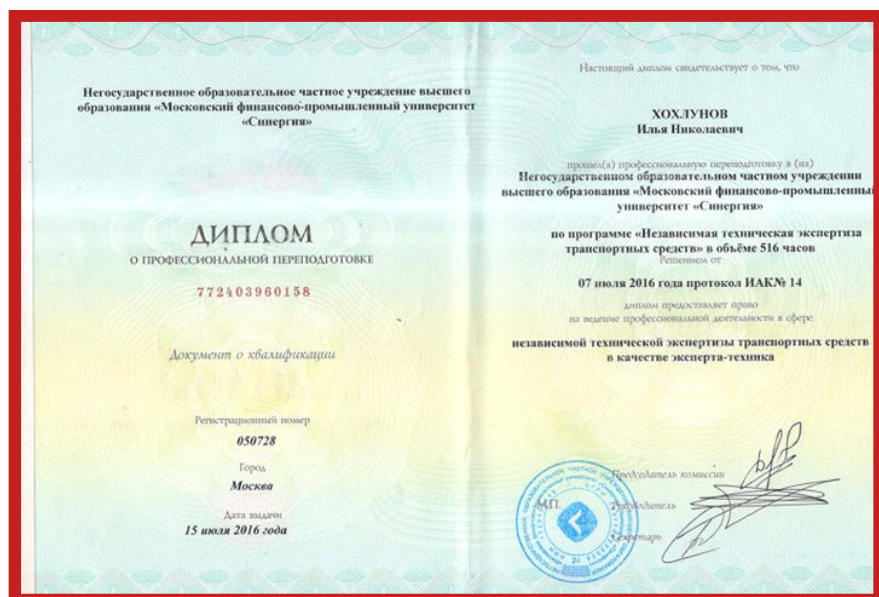 Негосударственное образовательное частное учреждение высшего
образования «Московский финансово-промышленный университет
«Синергия»
ДИПЛОМ
О ПРОФЕССИОНАЛЬНОЙ ПЕРЕПОДГОТОВКЕ
772403960158
Документ о квалификации
Регистрационный номер
050728
Город
Москва
Дата выдачи
15 июля 2016 года
Настоящий диплом свидетельствует о том, что
ХОХЛУНОВ
Илья Николаевич
прошел(а) профессиональную переподготовку в (на)
Негосударственном образовательном частном учреждении
высшего образования «Московский финансово-промышленный
университет «Синергия»
по программе «Независимая техническая экспертиза
транспортных средств» в объёме 516 часов
Решением от
07 июля 2016 года протокол ИАК№ 14
диплом предоставляет право
на ведение профессиональной деятельности в сфере
независимой технической экспертизы транспортных средств
в качестве эксперта-техника
Председатель комиссии
М.П.
Руководитель
Секретарь